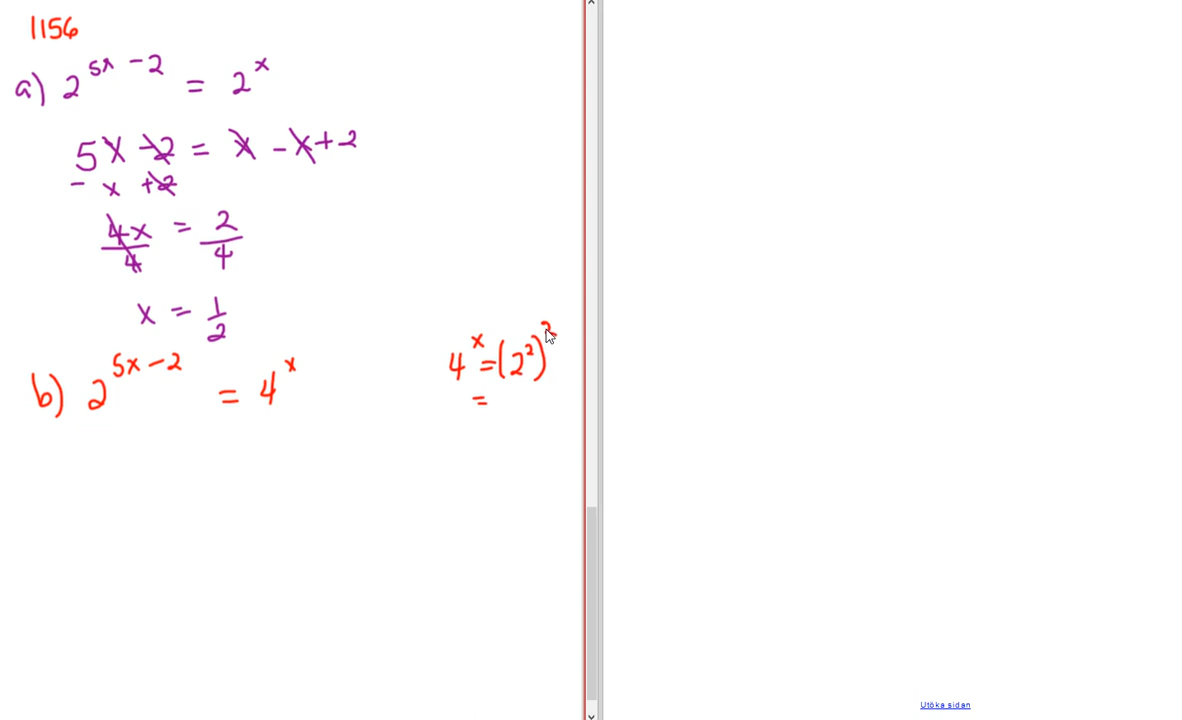 1156
a) 2^(5x - 2) = 2^x
5x - 2 = x - x + 2
- x + 2
4x/4 = 2/4
x = 1/2
b) 2^(5x - 2) = 4^x
4^x = (2^2)
=
Utöka sidan